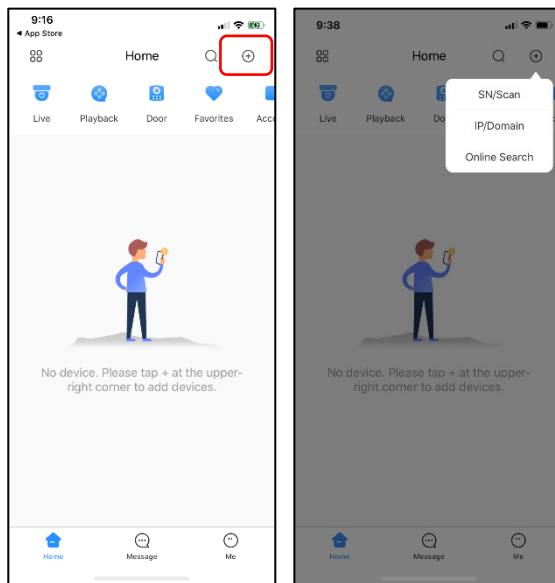 9:16
App Store
Home
Live
Playback
Door
Favorites
Acc
No device. Please tap + at the upper-
right corner to add devices.
Home
Message
Me
9:38
Home
SN/Scan
IP/Domain
Online Search
Live
Playback
Do
No device. Please tap + at the upper-
right corner to add devices.
Home
Message
Me